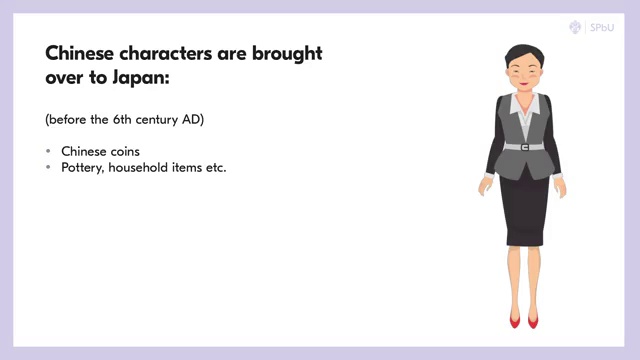 SPbU
Chinese characters are brought
over to Japan:
(before the 6th century AD)
• Chinese coins
• Pottery, household items etc.